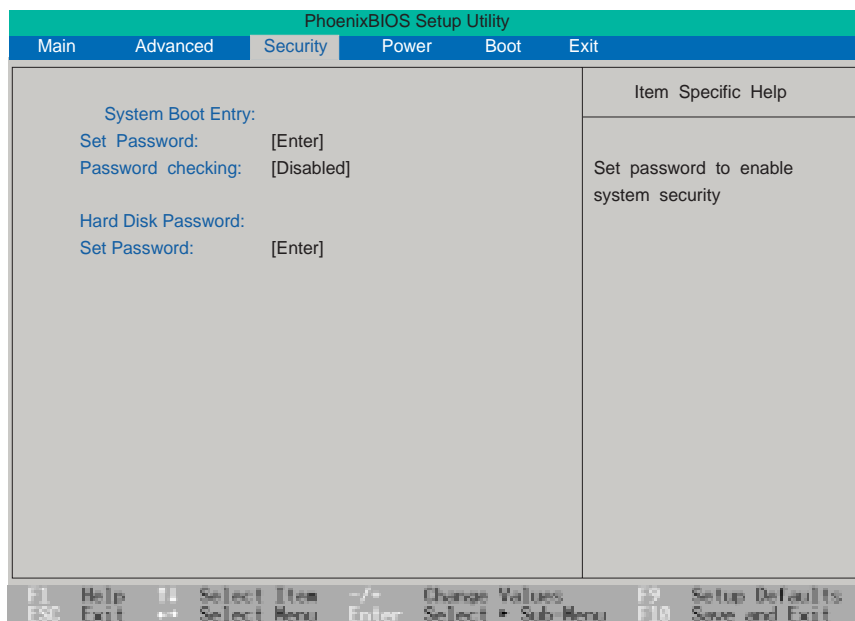 PhoenixBIOS Setup Utility
Main Advanced Security Power Boot Exit
Item Specific Help
System Boot Entry:
Set Password: [Enter]
Password checking: [Disabled]
Set password to enable
system security
Hard Disk Password:
Set Password: [Enter]
F1 Help ↑↓ Select Item -/+ Change Values F9 Setup Defaults
ESC Exit ↔ Select Menu Enter Select ▶ Sub-Menu F10 Save and Exit